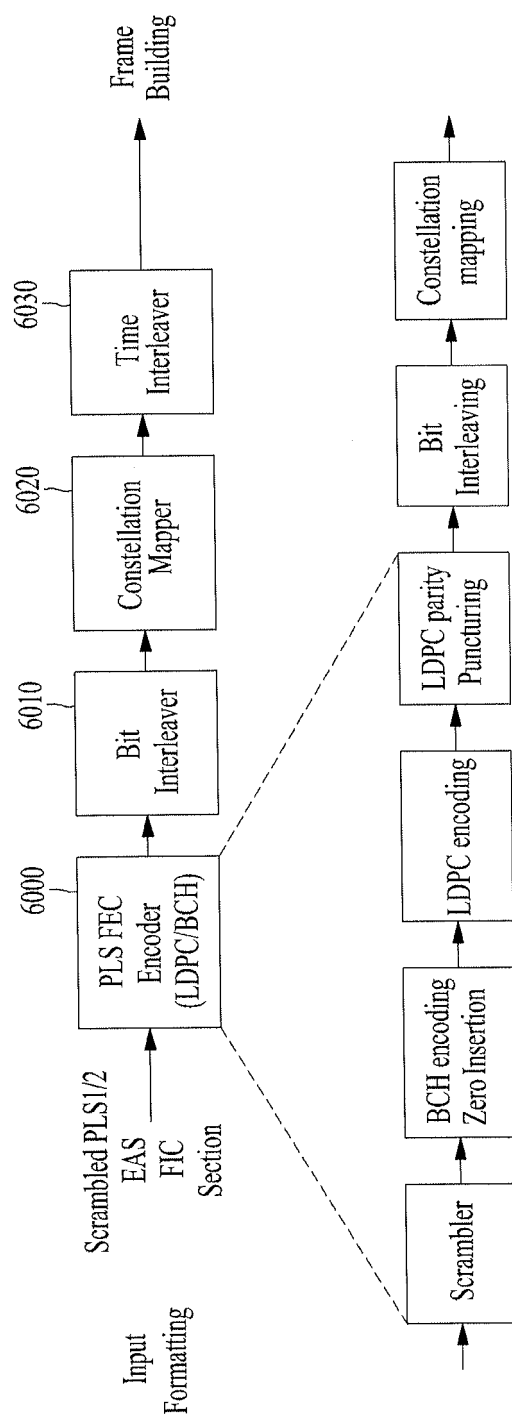 Input
Formatting
Scrambled PLS1/2
EAS
FIC
Section
6000
PLS FEC
Encoder
(LDPC/BCH)
6010
Bit
Interleaver
6020
Constellation
Mapper
6030
Time
Interleaver
Frame
Building
Scrambler
BCH encoding
Zero Insertion
LDPC encoding
LDPC parity
Puncturing
Bit
Interleaving
Constellation
mapping